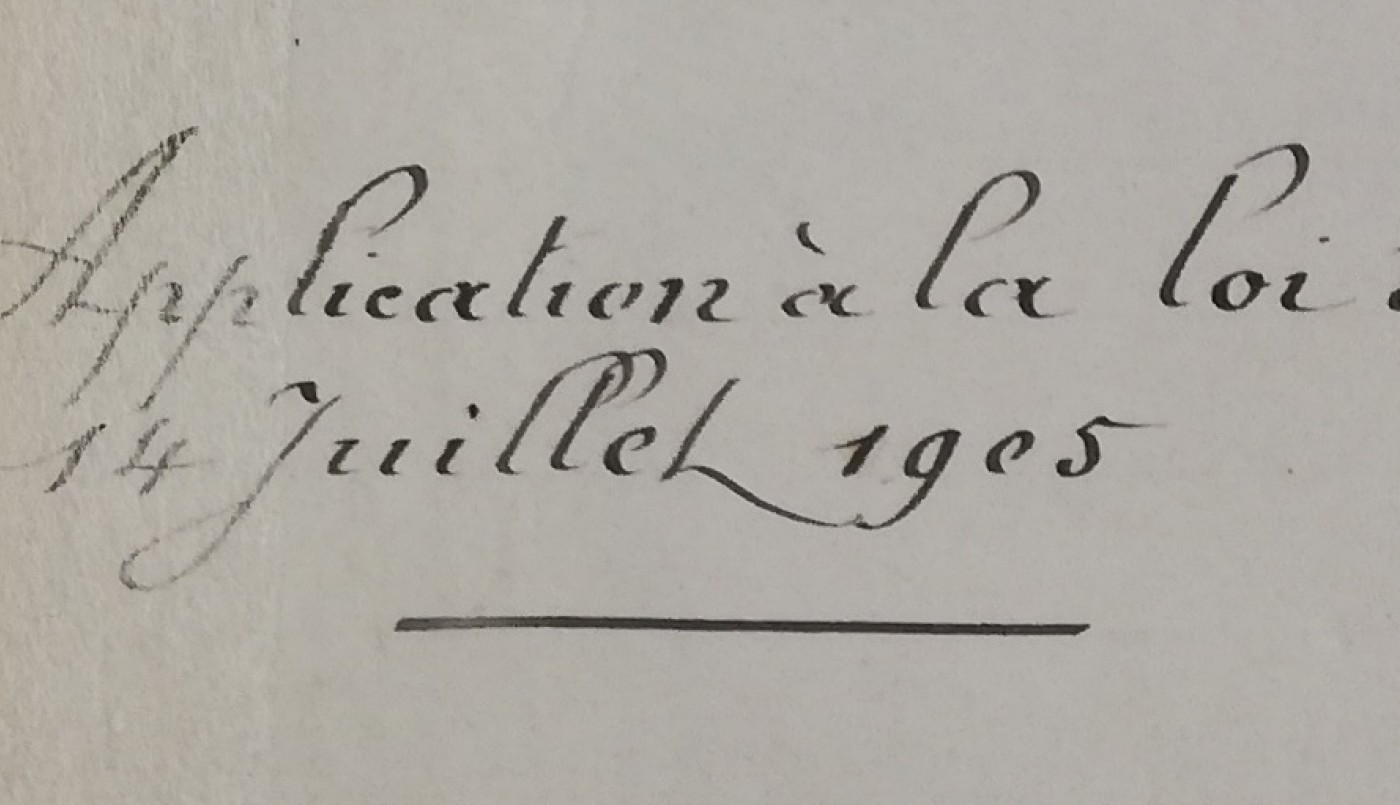 Application à la loi
14 Juillet 1905